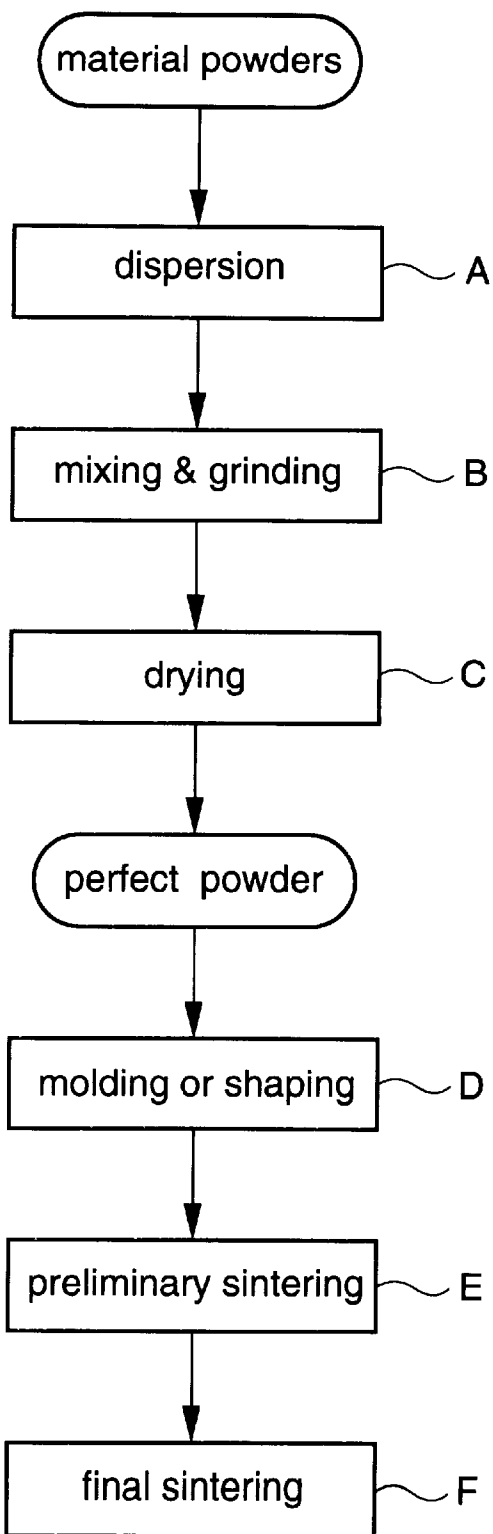 material powders
dispersion
A
mixing & grinding
B
drying
C
perfect powder
molding or shaping
D
preliminary sintering
E
final sintering
F